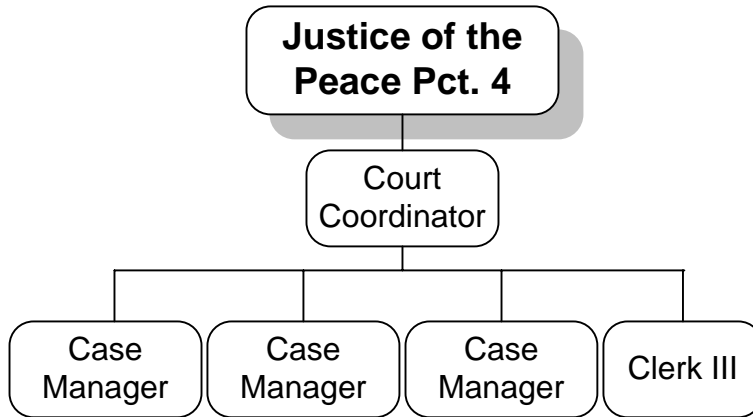 Justice of the
Peace Pct. 4
Court
Coordinator
Case
Manager
Case
Manager
Case
Manager
Clerk III